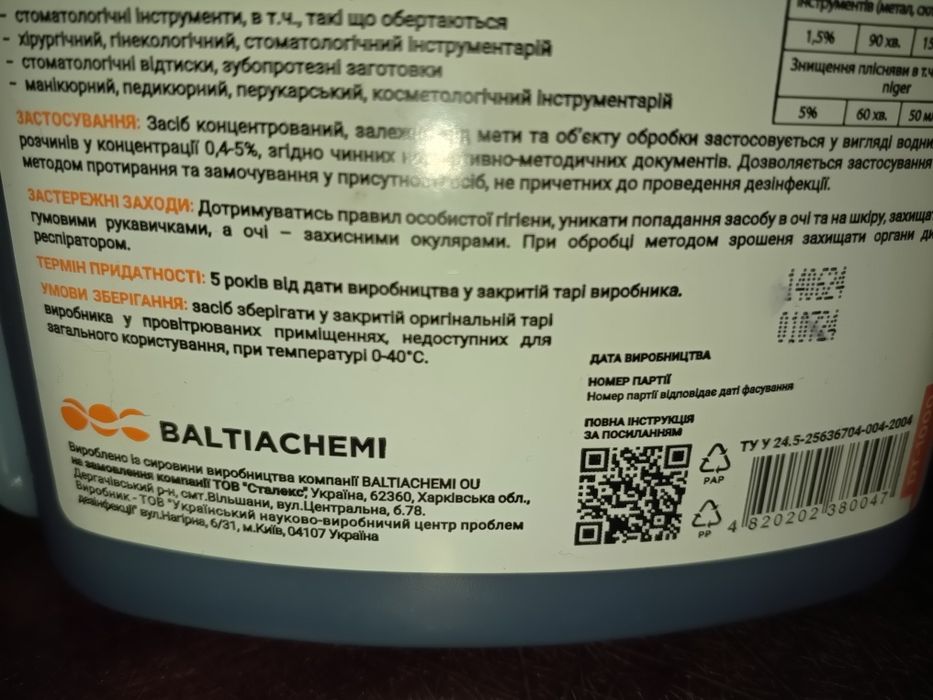 - стоматологічні інструменти, в т.ч., такі що обертаються
- хірургічний, гінекологічний, стоматологічний інструментарій
- стоматологічні відтиски, зубопротезні заготовки
- манікюрний, педикюрний, перукарський, косметологічний інструментарій
інструментів (метал,
1,5% 90 хв.
Знищення плісняви в т.ч
niger
5% 60 хв. 50
ЗАСТОСУВАННЯ: Засіб концентрований, мети та об'єкту обробки застосовується у вигляді
розчинів у концентрації 0,4-5%, згідно чинних документів. Дозволяється застосування
методом протирання та замочування у присутності осіб, не причетних до проведення дезінфекції.
ЗАСТЕРЕЖНІ ЗАХОДИ: Дотримуватись правил особистої гігієни, уникати попадання засобу в очі та на шкіру,
гумовими рукавичками, а очі – захисними окулярами. При обробці методом зрошеня захищати органи
респіратором.
ТЕРМІН ПРИДАТНОСТІ: 5 років від дати виробництва у закритій тарі виробника.
УМОВИ ЗБЕРІГАННЯ: засіб зберігати у закритій оригінальній тарі
виробника у провітрюваних приміщеннях, недоступних для
загального користування, при температурі 0-40°С.
140524
010724
ДАТА ВИРОБНИЦТВА
НОМЕР ПАРТІЇ
Номер партії відповідає даті фасування
ПОВНА ІНСТРУКЦІЯ
ЗА ПОСИЛАННЯМ
PAP
PP
ТУ У 24.5-25636704-004-2004
4 820202 380047
BALTIACHEMI
Вироблено із сировини виробництва компанії BALTIACHEMI OU
на замовлення компанії ТОВ "Сталекс", Україна, 62360, Харківська обл.,
Дергачівський р-н, смт.Вільшани, вул.Центральна, б.78.
Виробник - ТОВ "Український науково-виробничий центр проблем
дезінфекції" вул.Нагірна, 6/31, м.Київ, 04107 Україна